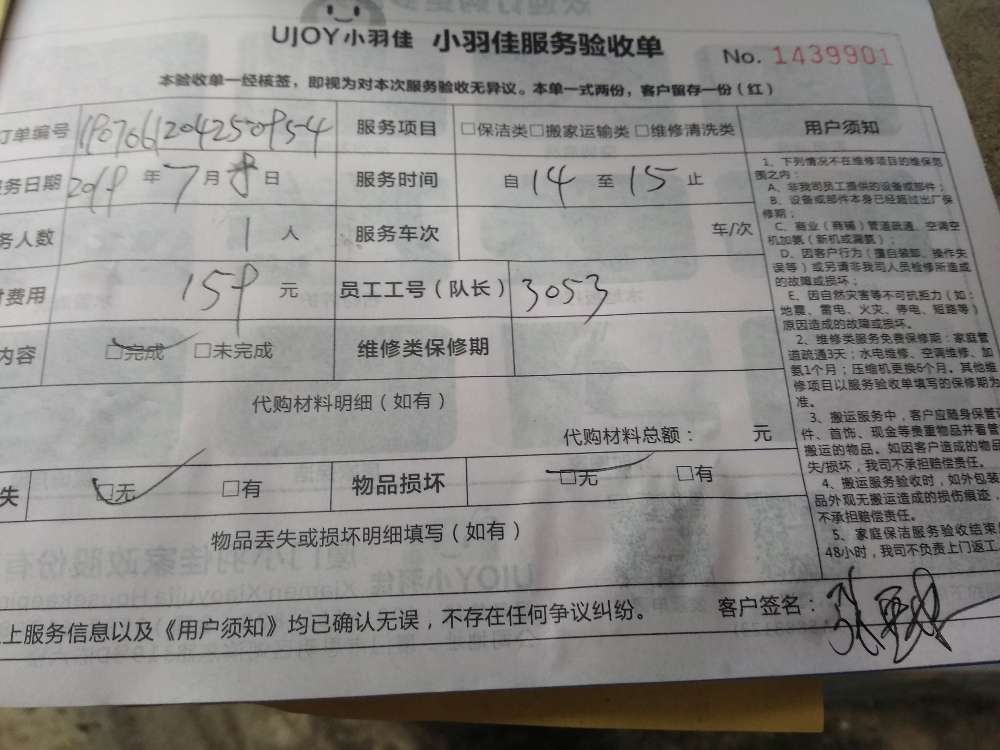 UJOY小羽佳 小羽佳服务验收单
No. 1439901
本验收单一经核签，即视为对本次服务验收无异议。本单一式两份，客户留存一份（红）
订单编号 1907061204250954 服务项目 □保洁类□搬家运输类□维修清洗类 用户须知
务日期 2019 年 7 月 8 日 服务时间 自 14 至 15 止
务人数 1 人 服务车次 车/次
费用 159 元 员工工号（队长） 3053
内容 □完成 □未完成 维修类保修期
代购材料明细（如有）
代购材料总额： 元
失 □无 □有 物品损坏 □无 □有
物品丢失或损坏明细填写（如有）
1、下列情况不在维修项目的维保范
围之内：
A、非我司员工提供的设备或部件；
B、设备或部件本身已经超过出厂保
修期；
C、商业（商铺）管道疏通、空调空
机加氨（新机或漏氨）；
D、因客户行为（擅自装卸、操作失
误等）或另请非我司人员检修所造成
的故障或损坏；
E、因自然灾害等不可抗拒力（如：
地震、雷电、火灾、停电、短路等）
原因造成的故障或损坏。
2、维修类服务免费保修期：家庭管
道疏通3天；水电维修、空调维修、加
氨1个月；压缩机更换6个月。其他维
修项目以服务验收单填写的保修期为
准。
3、搬运服务中，客户应随身保管
件、首饰、现金等贵重物品并看管
搬运的物品。如因客户造成的物品
失/损坏，我司不承担赔偿责任。
4、搬运服务验收时，如外包装
品外观无搬运造成的损伤痕迹，
不承担赔偿责任。
5、家庭保洁服务验收结束
48小时，我司不负责上门返工
上服务信息以及《用户须知》均已确认无误，不存在任何争议纠纷。 客户签名：